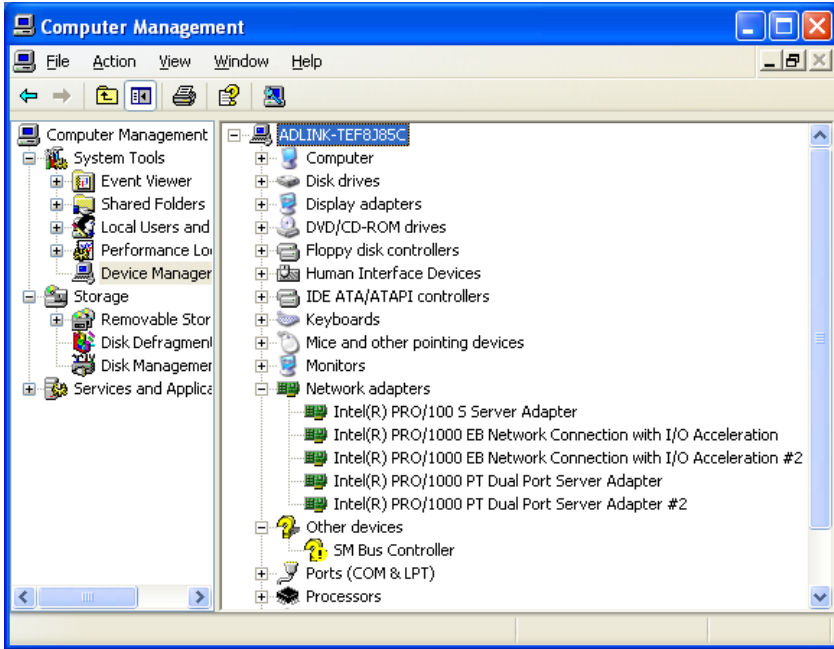 Computer Management
File Action View Window Help
Computer Management
System Tools
Event Viewer
Shared Folders
Local Users and
Performance Lo
Device Manager
Storage
Removable Stor
Disk Defragment
Disk Managemer
Services and Applica
ADLINK-TEF8J85C
Computer
Disk drives
Display adapters
DVD/CD-ROM drives
Floppy disk controllers
Human Interface Devices
IDE ATA/ATAPI controllers
Keyboards
Mice and other pointing devices
Monitors
Network adapters
Intel(R) PRO/100 S Server Adapter
Intel(R) PRO/1000 EB Network Connection with I/O Acceleration
Intel(R) PRO/1000 EB Network Connection with I/O Acceleration #2
Intel(R) PRO/1000 PT Dual Port Server Adapter
Intel(R) PRO/1000 PT Dual Port Server Adapter #2
Other devices
SM Bus Controller
Ports (COM & LPT)
Processors